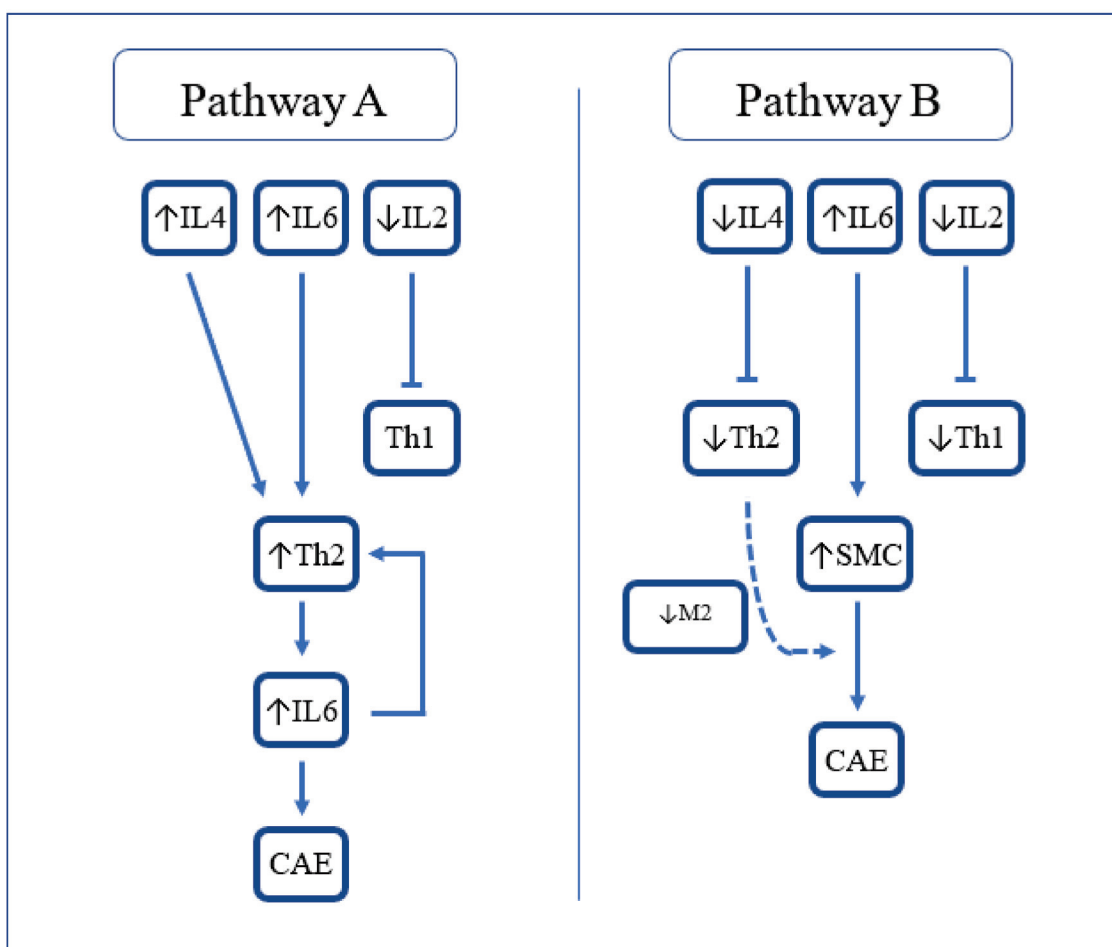 Pathway A
↑IL4
↑IL6
↓IL2
Th1
↑Th2
↑IL6
CAE
Pathway B
↓IL4
↑IL6
↓IL2
↓Th2
↓Th1
↑SMC
↓M2
CAE